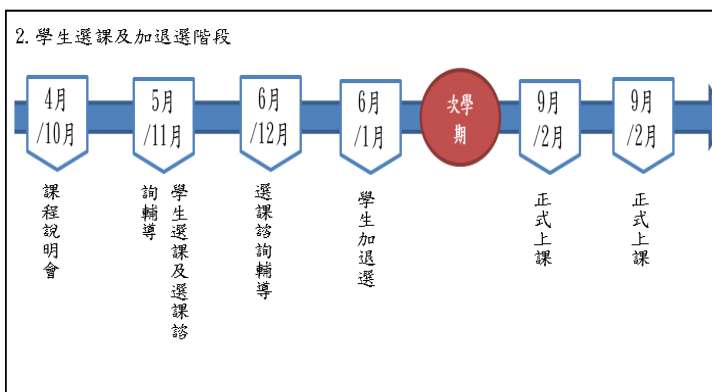 2. 學生選課及加退選階段
4月
/10月
5月
/11月
6月
/12月
6月
/1月
次學
期
9月
/2月
9月
/2月
課程說明會
學生選課及選課諮
詢輔導
選課諮詢輔導
學生加退選
正式上課
正式上課